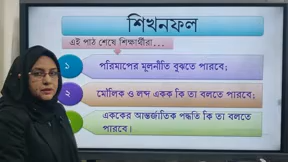 শিখনফল
এই পাঠ শেষে শিক্ষার্থীরা...
১
পরিমাপের মূলনীতি বুঝতে পারবে;
২
মৌলিক ও লব্দ একক কি তা বলতে পারবে;
এককের আন্তর্জাতিক পদ্ধতি কি তা বলতে
পারবে।